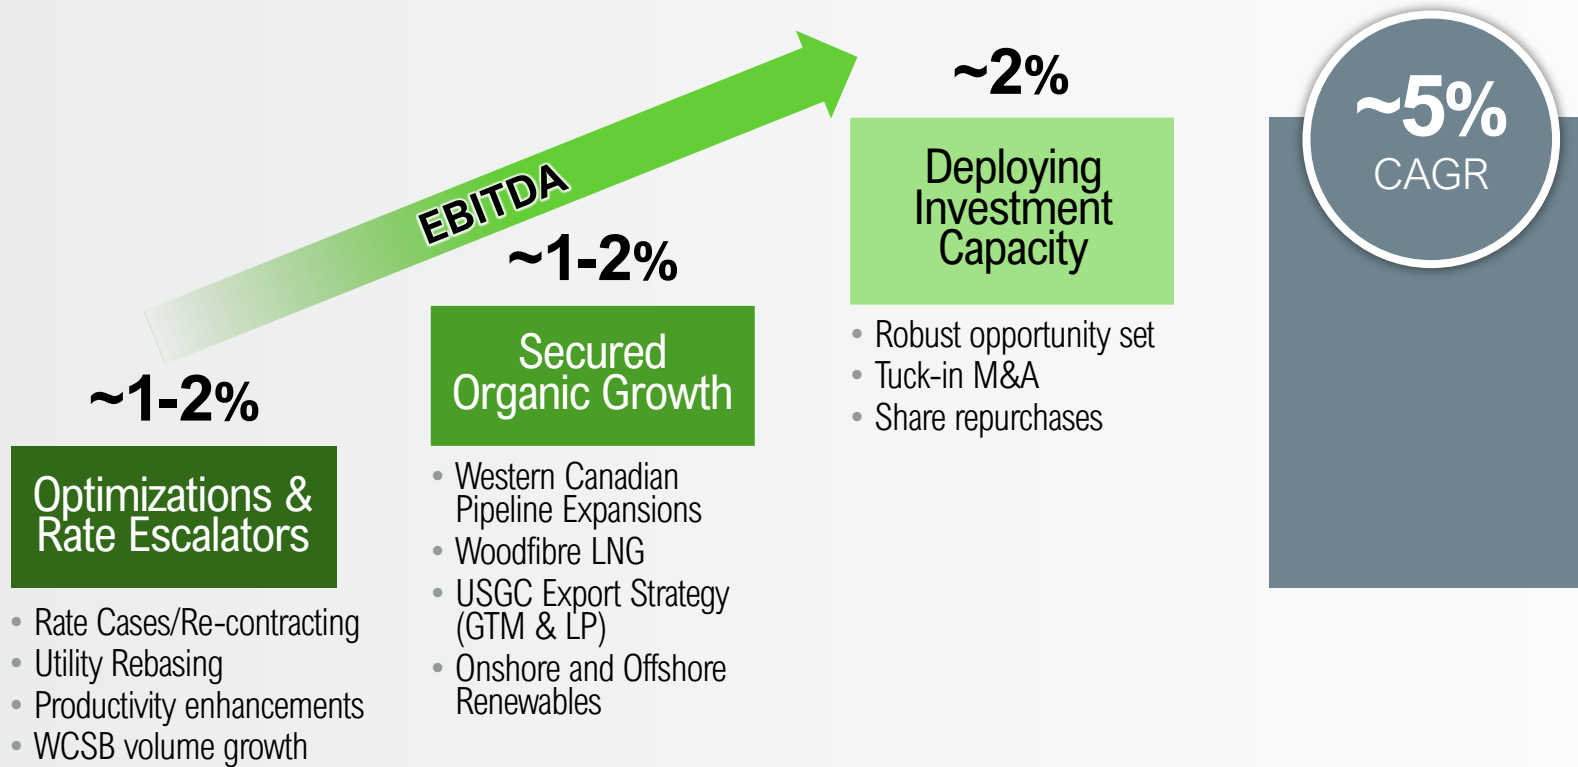 EBITDA
~1-2%
Optimizations &
Rate Escalators
• Rate Cases/Re-contracting
• Utility Rebasing
• Productivity enhancements
• WCSB volume growth
~1-2%
Secured
Organic Growth
• Western Canadian
Pipeline Expansions
• Woodfibre LNG
• USGC Export Strategy
(GTM & LP)
• Onshore and Offshore
Renewables
~2%
Deploying
Investment
Capacity
• Robust opportunity set
• Tuck-in M&A
• Share repurchases
~5%
CAGR